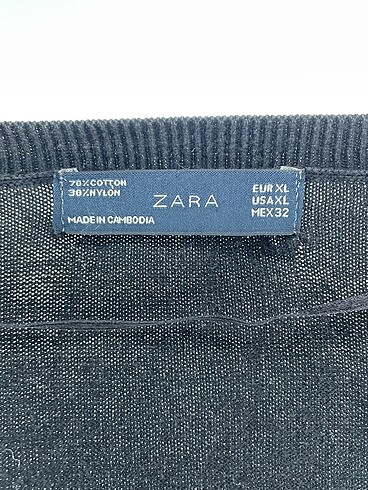 70%COTTON
30%NYLON
MADE IN CAMBODIA
ZARA
EUR XL
USA XL
MEX 32